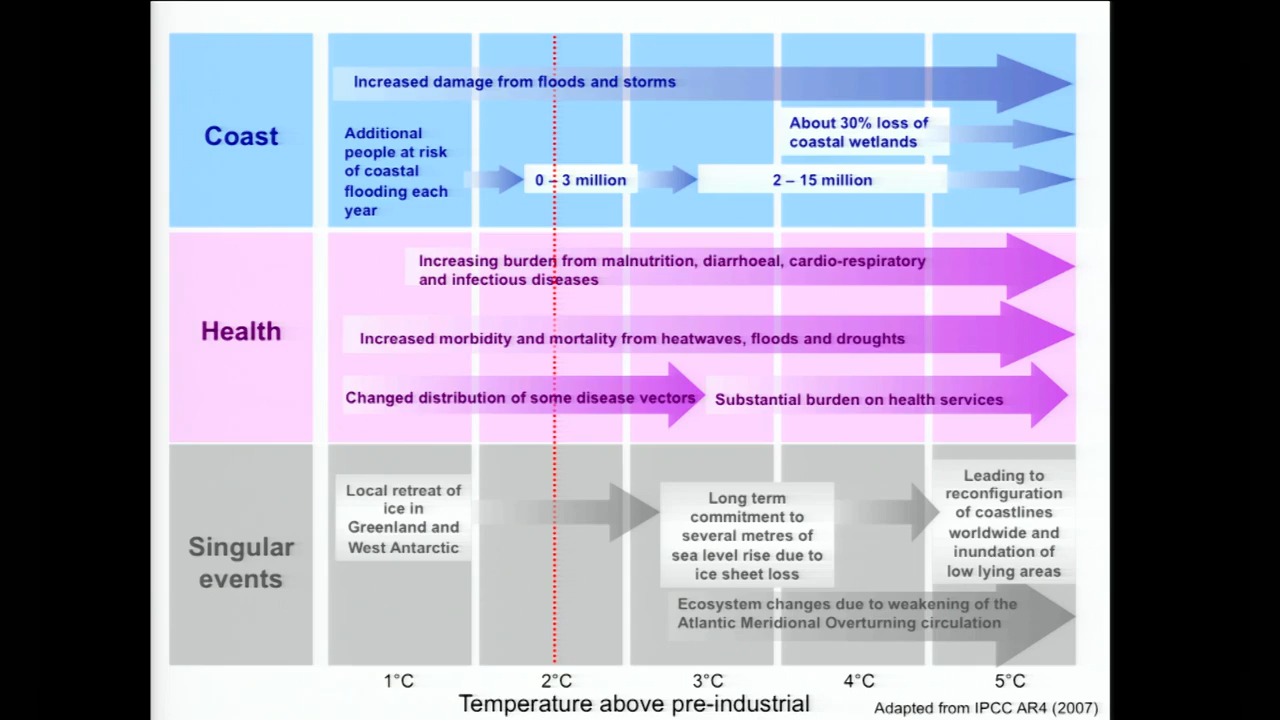 Coast
Increased damage from floods and storms
Additional
people at risk
of coastal
flooding each
year
0 – 3 million
About 30% loss of
coastal wetlands
2 – 15 million
Health
Increasing burden from malnutrition, diarrhoeal, cardio-respiratory
and infectious diseases
Increased morbidity and mortality from heatwaves, floods and droughts
Changed distribution of some disease vectors
Substantial burden on health services
Singular
events
Local retreat of
ice in
Greenland and
West Antarctic
Long term
commitment to
several metres of
sea level rise due to
ice sheet loss
Leading to
reconfiguration
of coastlines
worldwide and
inundation of
low lying areas
Ecosystem changes due to weakening of the
Atlantic Meridional Overturning circulation
1°C 2°C 3°C 4°C 5°C
Temperature above pre-industrial
Adapted from IPCC AR4 (2007)